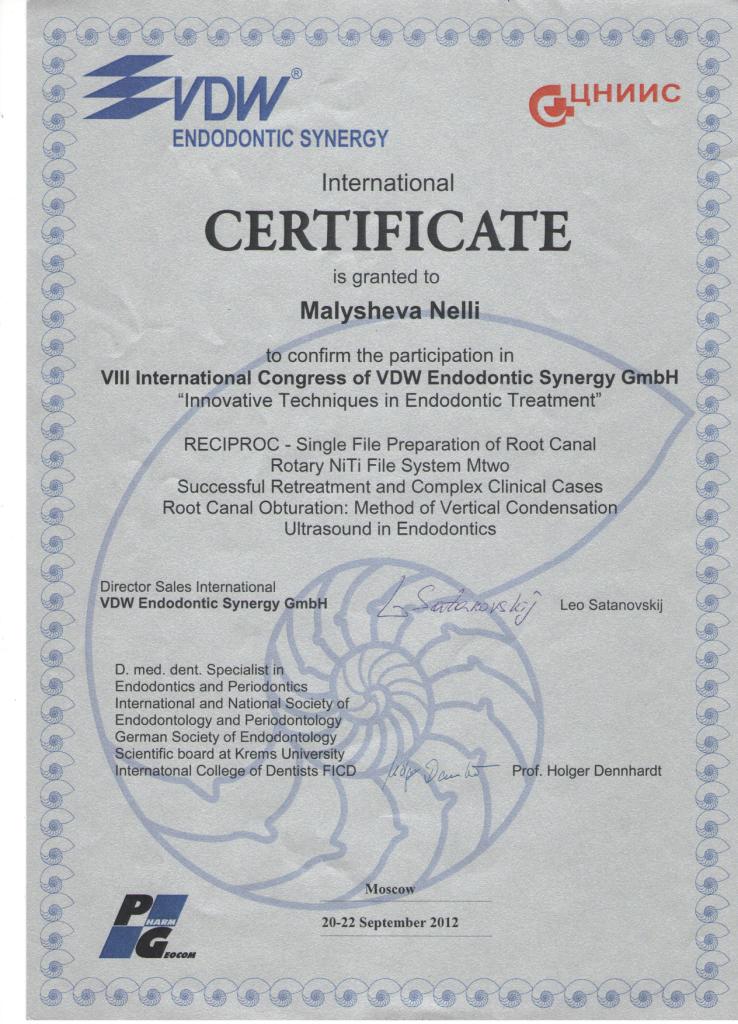 VDW®
ENDODONTIC SYNERGY
ЦНИИС
International
CERTIFICATE
is granted to
Malysheva Nelli
to confirm the participation in
VIII International Congress of VDW Endodontic Synergy GmbH
“Innovative Techniques in Endodontic Treatment”
RECIPROC - Single File Preparation of Root Canal
Rotary NiTi File System Mtwo
Successful Retreatment and Complex Clinical Cases
Root Canal Obturation: Method of Vertical Condensation
Ultrasound in Endodontics
Director Sales International
VDW Endodontic Synergy GmbH
L Satanovskij
Leo Satanovskij
D. med. dent. Specialist in
Endodontics and Periodontics
International and National Society of
Endodontology and Periodontology
German Society of Endodontology
Scientific board at Krems University
Internatonal College of Dentists FICD
Prof. Holger Dennhardt
Moscow
20-22 September 2012
PHARM
GEOCOM